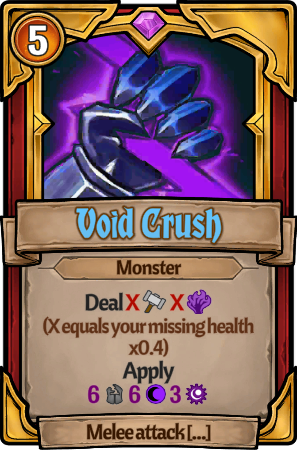 5
Void Crush
Monster
Deal X X
(X equals your missing health
x0.4)
Apply
6 6 3
Melee attack [...]